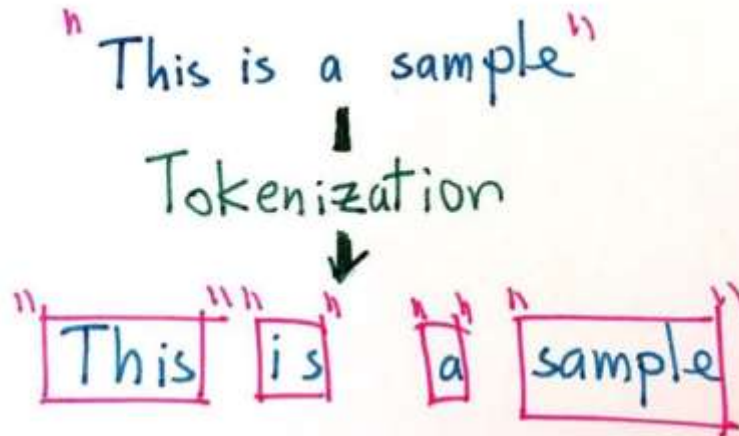 "This is a sample"
Tokenization
"This" "is" "a" "sample"